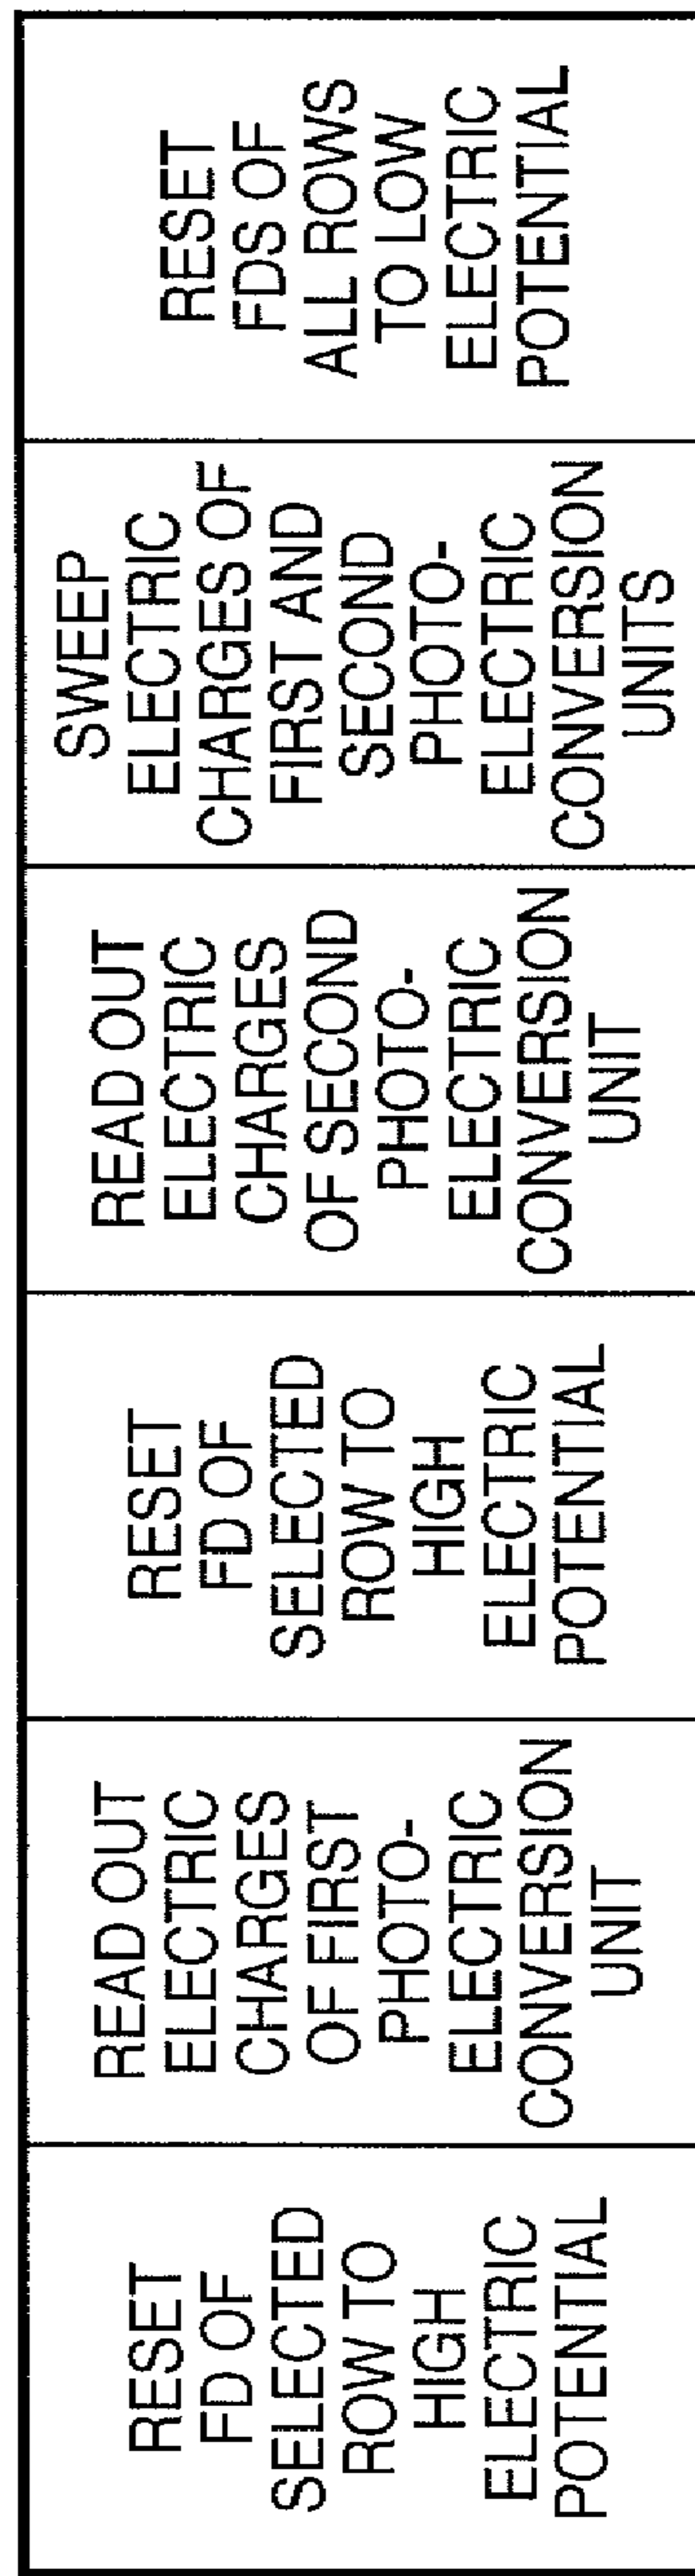 RESET
FD OF
SELECTED
ROW TO
HIGH
ELECTRIC
POTENTIAL
READ OUT
ELECTRIC
CHARGES
OF FIRST
PHOTO-
ELECTRIC
CONVERSION
UNIT
RESET
FD OF
SELECTED
ROW TO
HIGH
ELECTRIC
POTENTIAL
READ OUT
ELECTRIC
CHARGES
OF SECOND
PHOTO-
ELECTRIC
CONVERSION
UNIT
SWEEP
ELECTRIC
CHARGES OF
FIRST AND
SECOND
PHOTO-
ELECTRIC
CONVERSION
UNITS
RESET
FDS OF
ALL ROWS
TO LOW
ELECTRIC
POTENTIAL